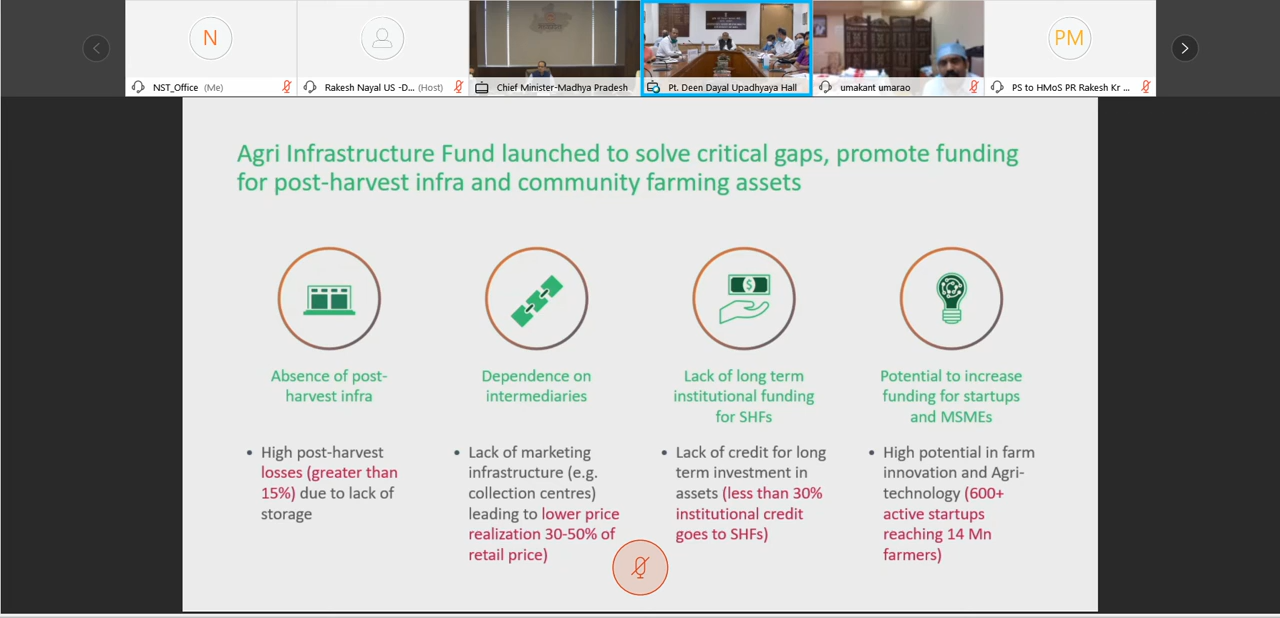 N
PM
NST_Office (Me)
Rakesh Nayal US -D... (Host)
Chief Minister-Madhya Pradesh
Pt. Deen Dayal Upadhyaya Hall
umakant umarao
PS to HMoS PR Rakesh Kr ...
Agri Infrastructure Fund launched to solve critical gaps, promote funding
for post-harvest infra and community farming assets
$
Absence of post-
harvest infra
• High post-harvest
losses (greater than
15%) due to lack of
storage
Dependence on
intermediaries
• Lack of marketing
infrastructure (e.g.
collection centres)
leading to lower price
realization 30-50% of
retail price)
Lack of long term
institutional funding
for SHFs
• Lack of credit for long
term investment in
assets (less than 30%
institutional credit
goes to SHFs)
Potential to increase
funding for startups
and MSMEs
• High potential in farm
innovation and Agri-
technology (600+
active startups
reaching 14 Mn
farmers)